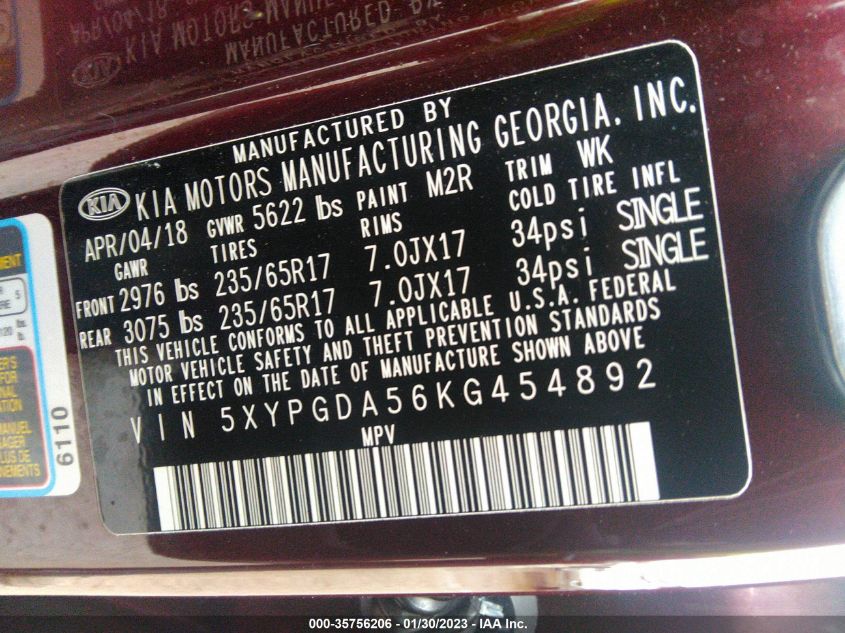 MANUFACTURED BY
KIA KIA MOTORS MANUFACTURING GEORGIA, INC.
APR/04/18 GVWR 5622 lbs PAINT M2R TRIM WK
GAWR TIRES RIMS COLD TIRE INFL
FRONT 2976 lbs 235/65R17 7.0JX17 34psi SINGLE
REAR 3075 lbs 235/65R17 7.0JX17 34psi SINGLE
THIS VEHICLE CONFORMS TO ALL APPLICABLE U.S.A. FEDERAL
MOTOR VEHICLE SAFETY AND THEFT PREVENTION STANDARDS
IN EFFECT ON THE DATE OF MANUFACTURE SHOWN ABOVE
VIN 5XYPGDA56KG454892
MPV
6110
000-35756206 - 01/30/2023 - IAA Inc.